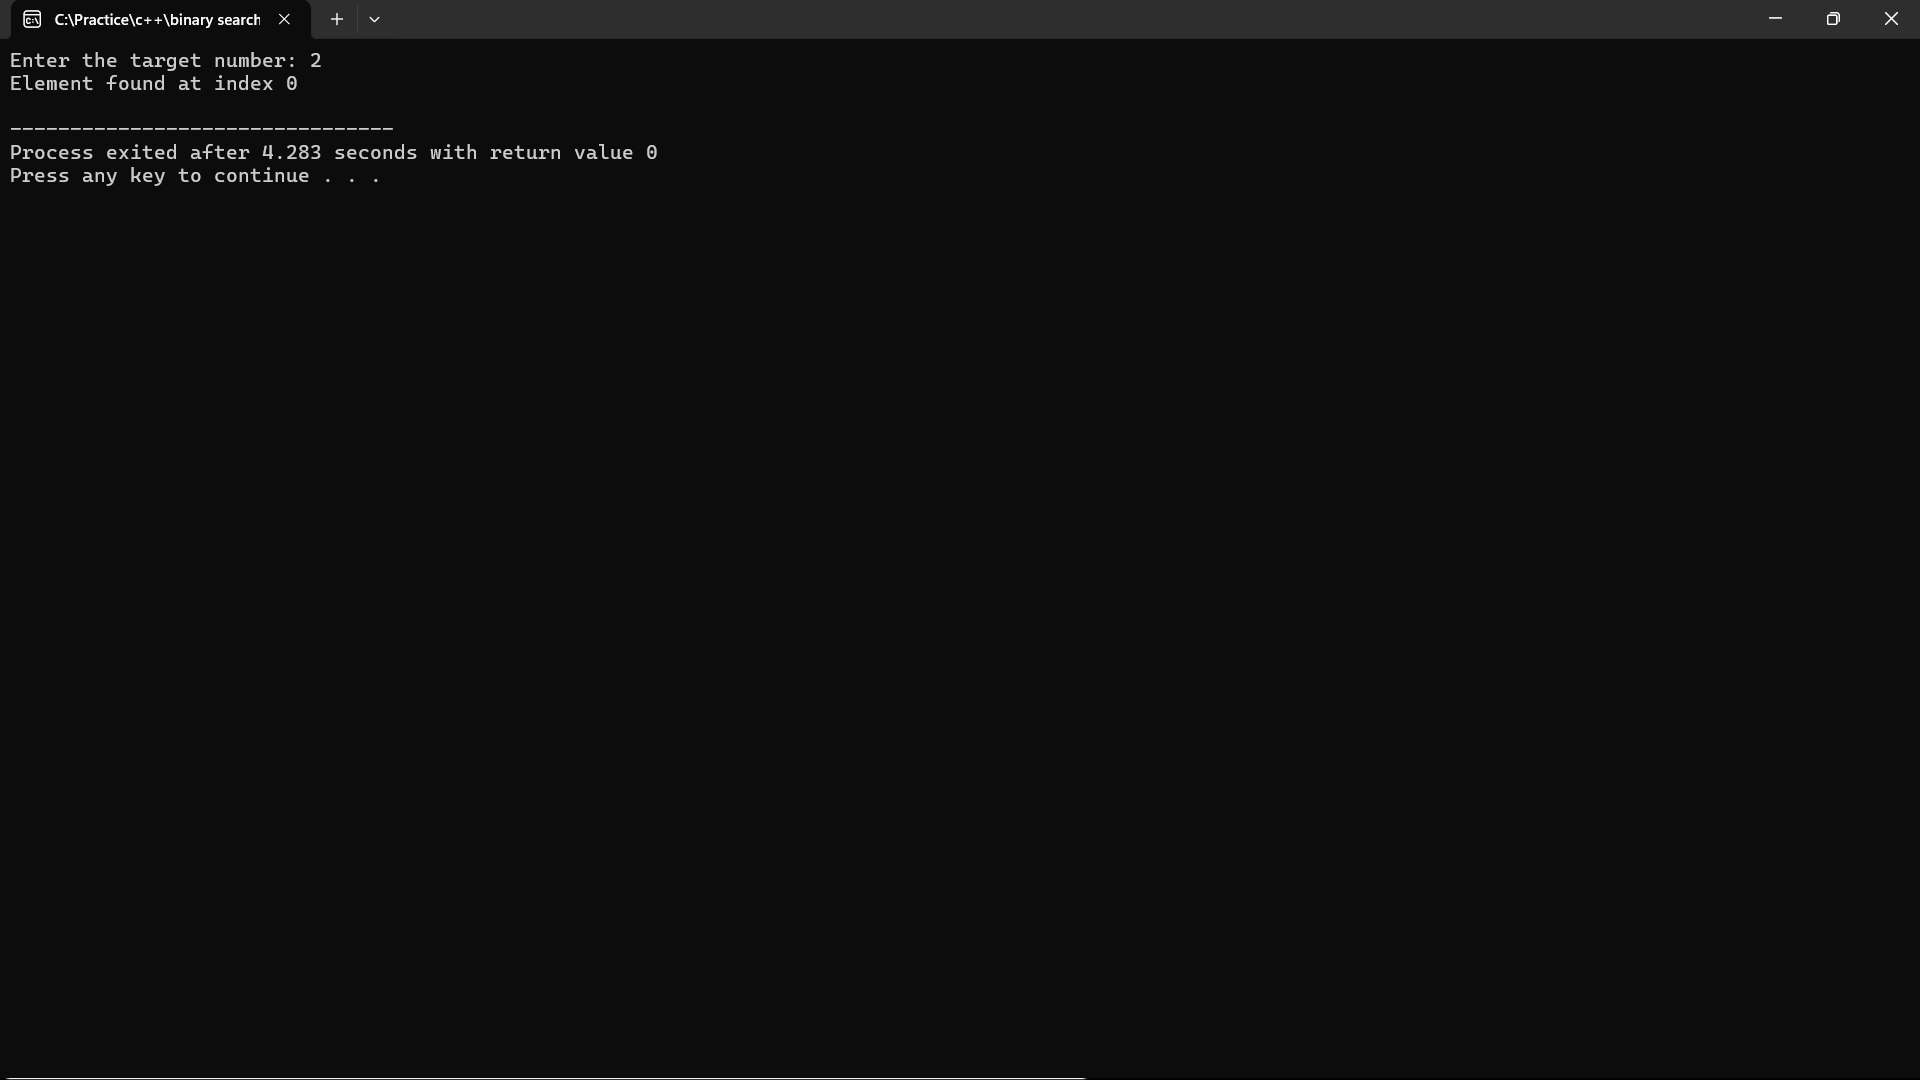 C:\Practice\c++\binary search
Enter the target number: 2
Element found at index 0
--------------------------------
Process exited after 4.283 seconds with return value 0
Press any key to continue . . .